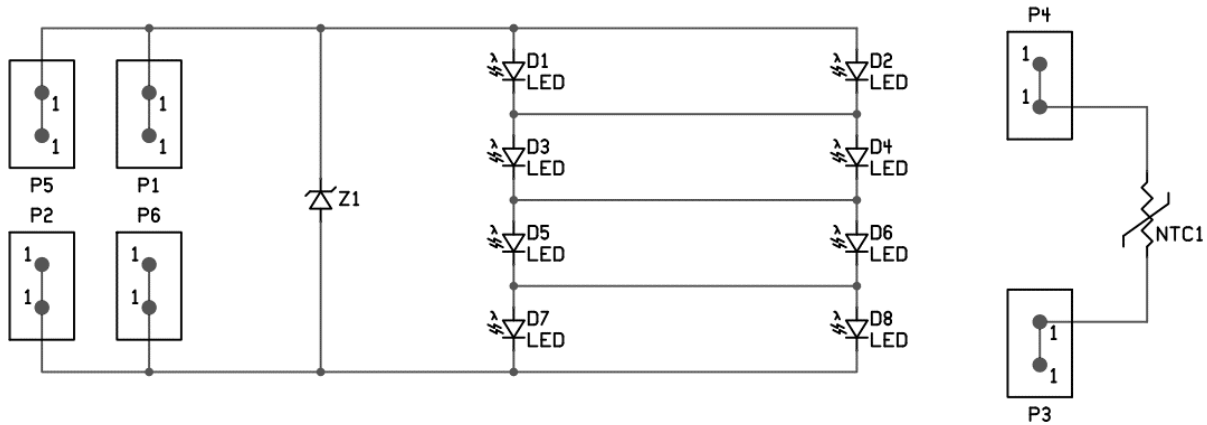 P4
λ D1
LED
λ D2
LED
1
1
1
1
1
1
P5
P1
λ D3
LED
λ D4
LED
Z1
P2
P6
NTC1
1
1
1
1
λ D5
LED
λ D6
LED
λ D7
LED
λ D8
LED
1
1
P3